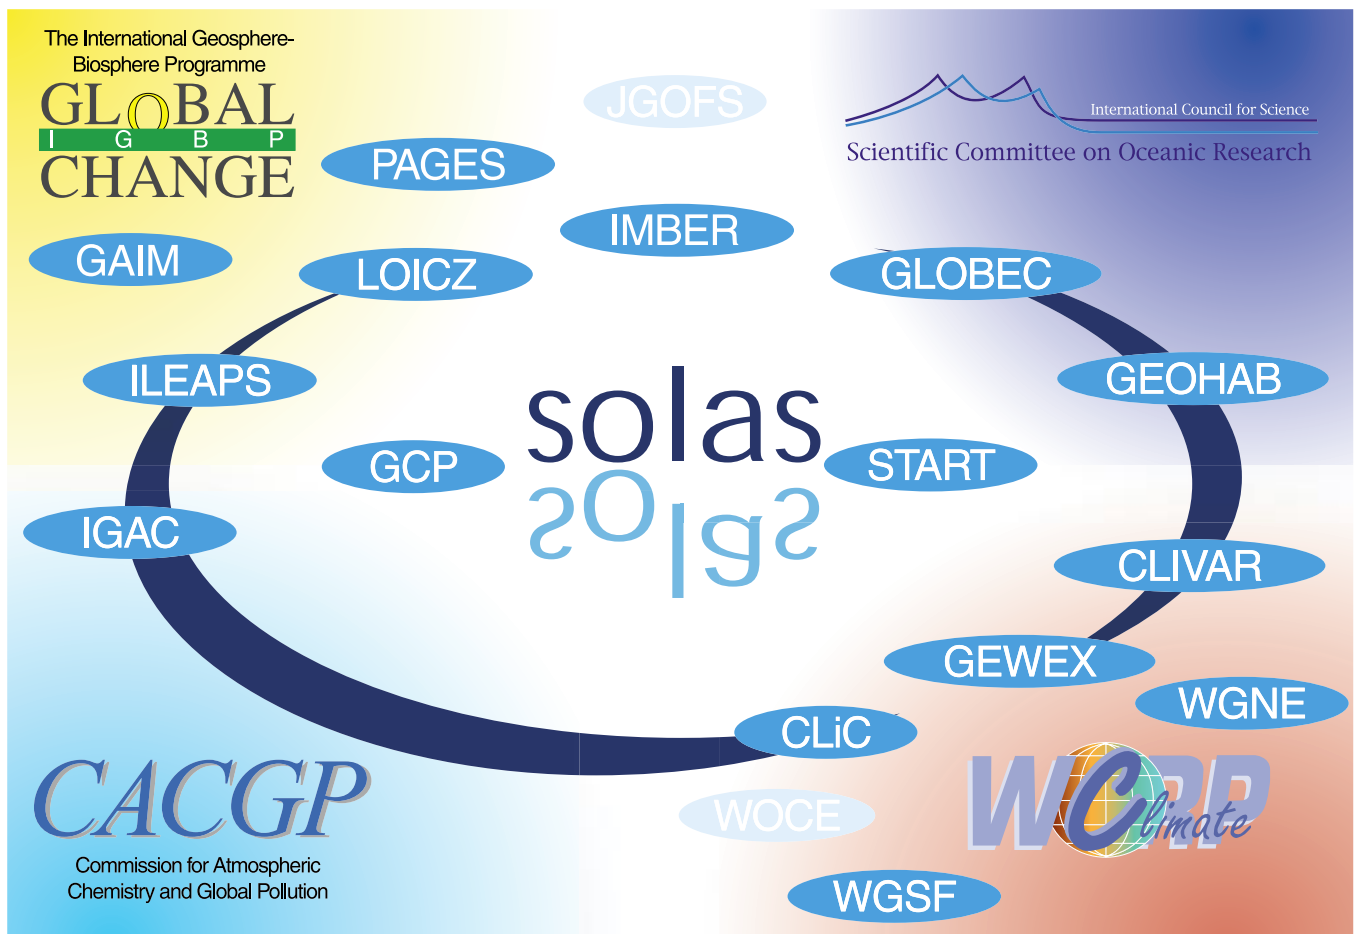 The International Geosphere-
Biosphere Programme
GLOBAL
I G B P
CHANGE
JGOFS
International Council for Science
Scientific Committee on Oceanic Research
PAGES
IMBER
GAIM
LOICZ
GLOBEC
ILEAPS
GEOHAB
solas
solas
GCP
START
IGAC
CLIVAR
GEWEX
WGNE
CLiC
CACGP
Commission for Atmospheric
Chemistry and Global Pollution
WOCE
WCRP
Climate
WGSF